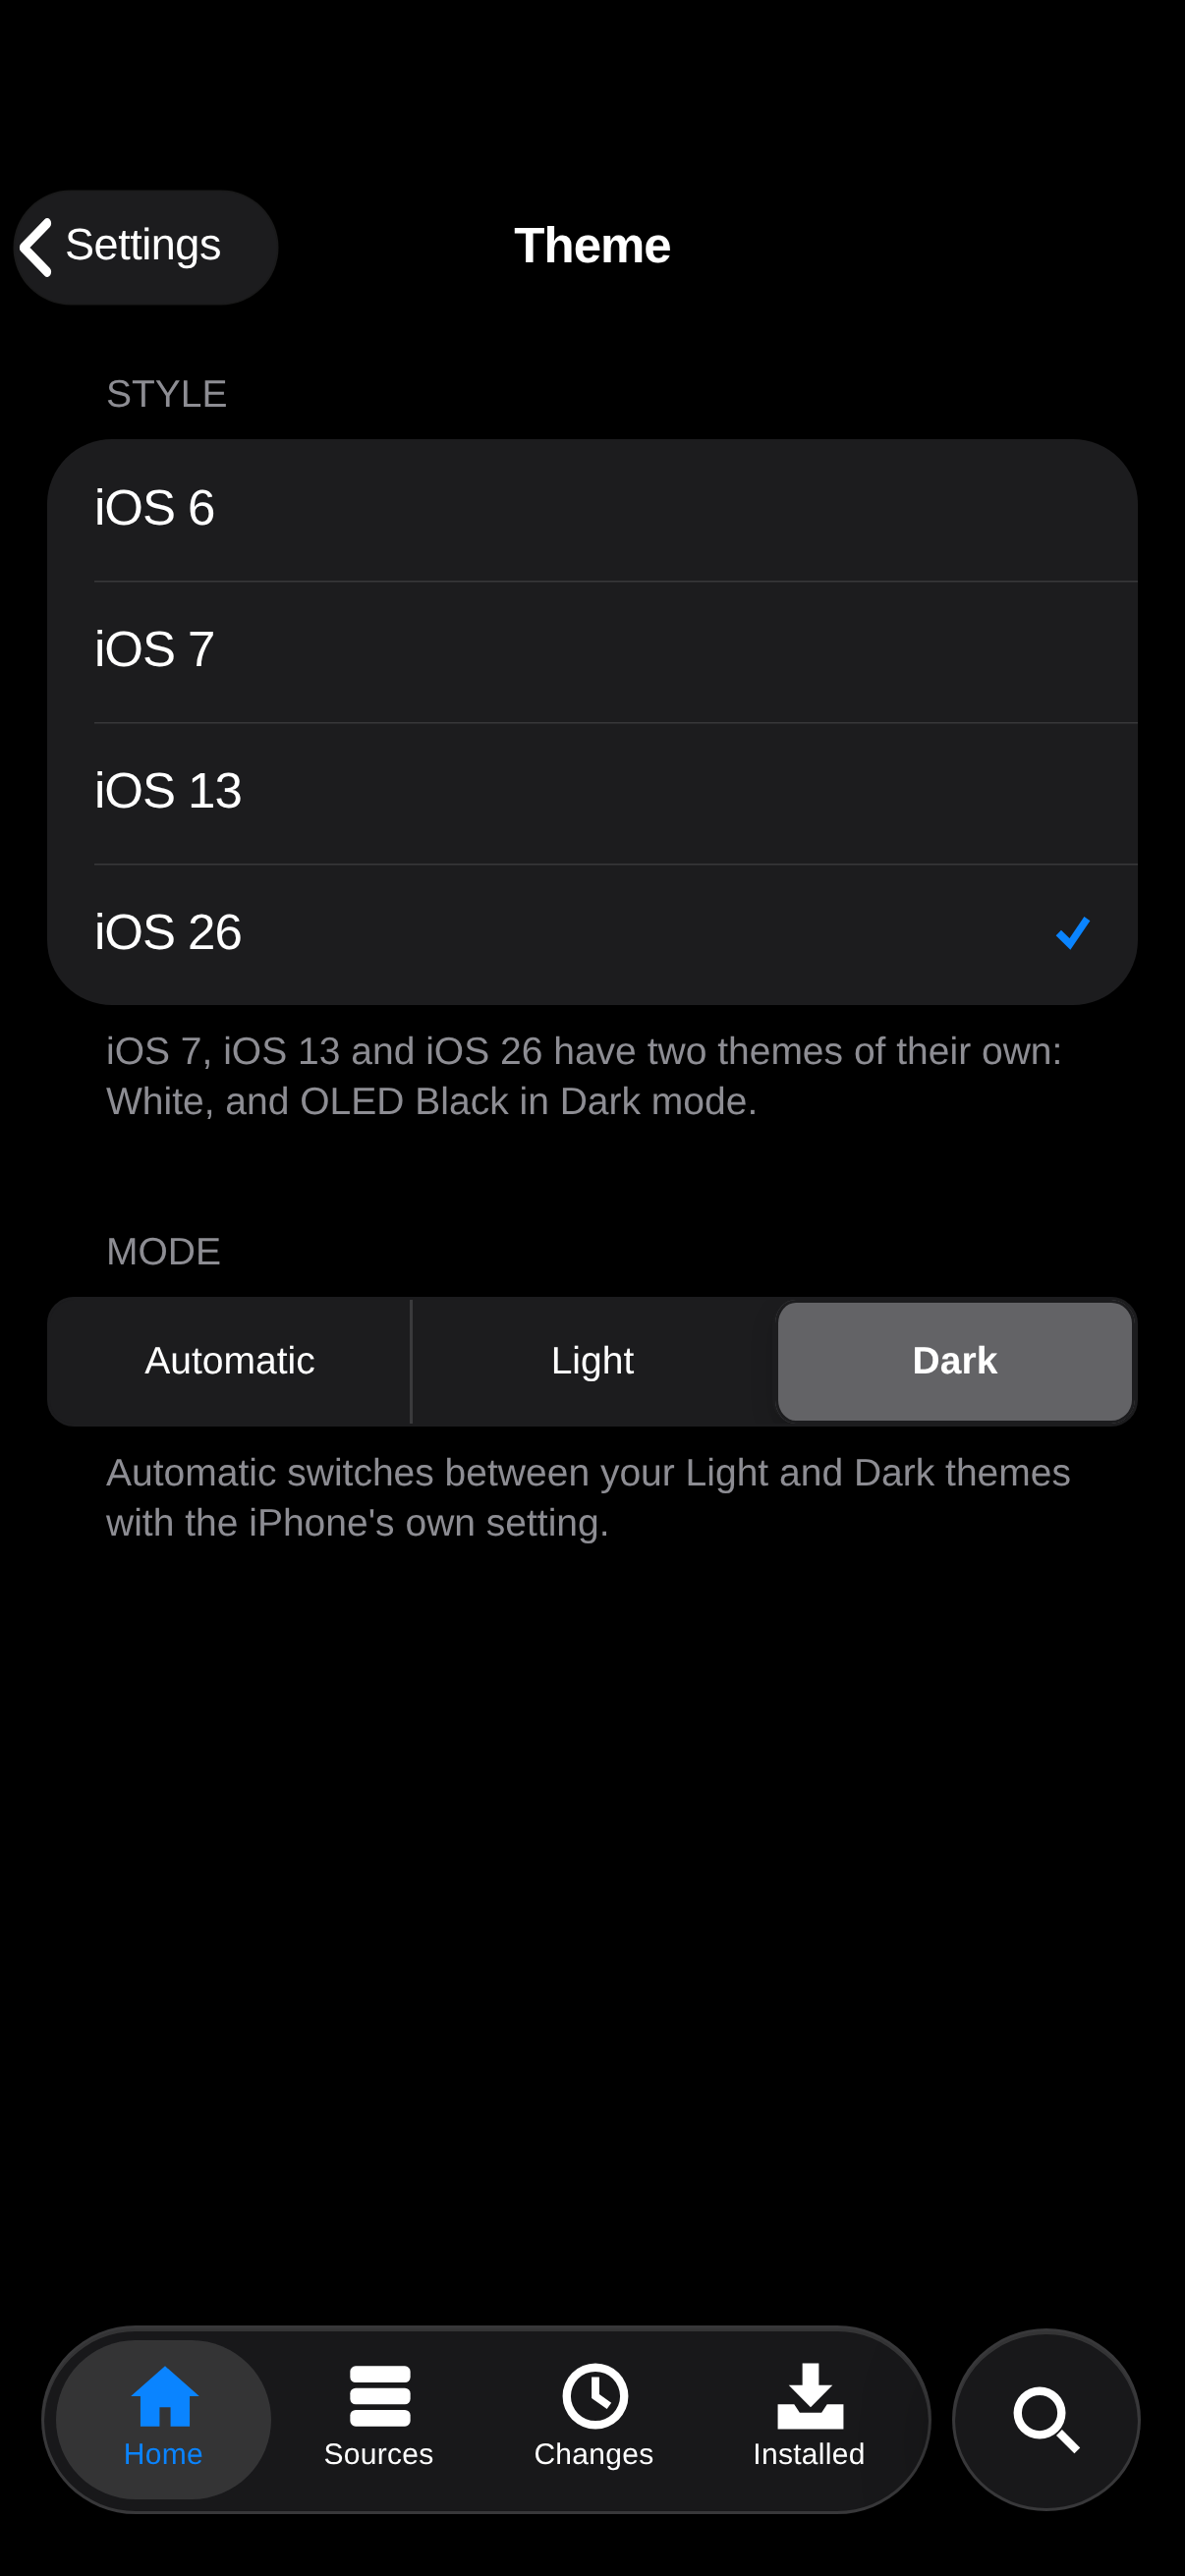 Settings
Theme
STYLE
iOS 6
iOS 7
iOS 13
iOS 26
iOS 7, iOS 13 and iOS 26 have two themes of their own:
White, and OLED Black in Dark mode.
MODE
Automatic
Light
Dark
Automatic switches between your Light and Dark themes
with the iPhone's own setting.
Home
Sources
Changes
Installed